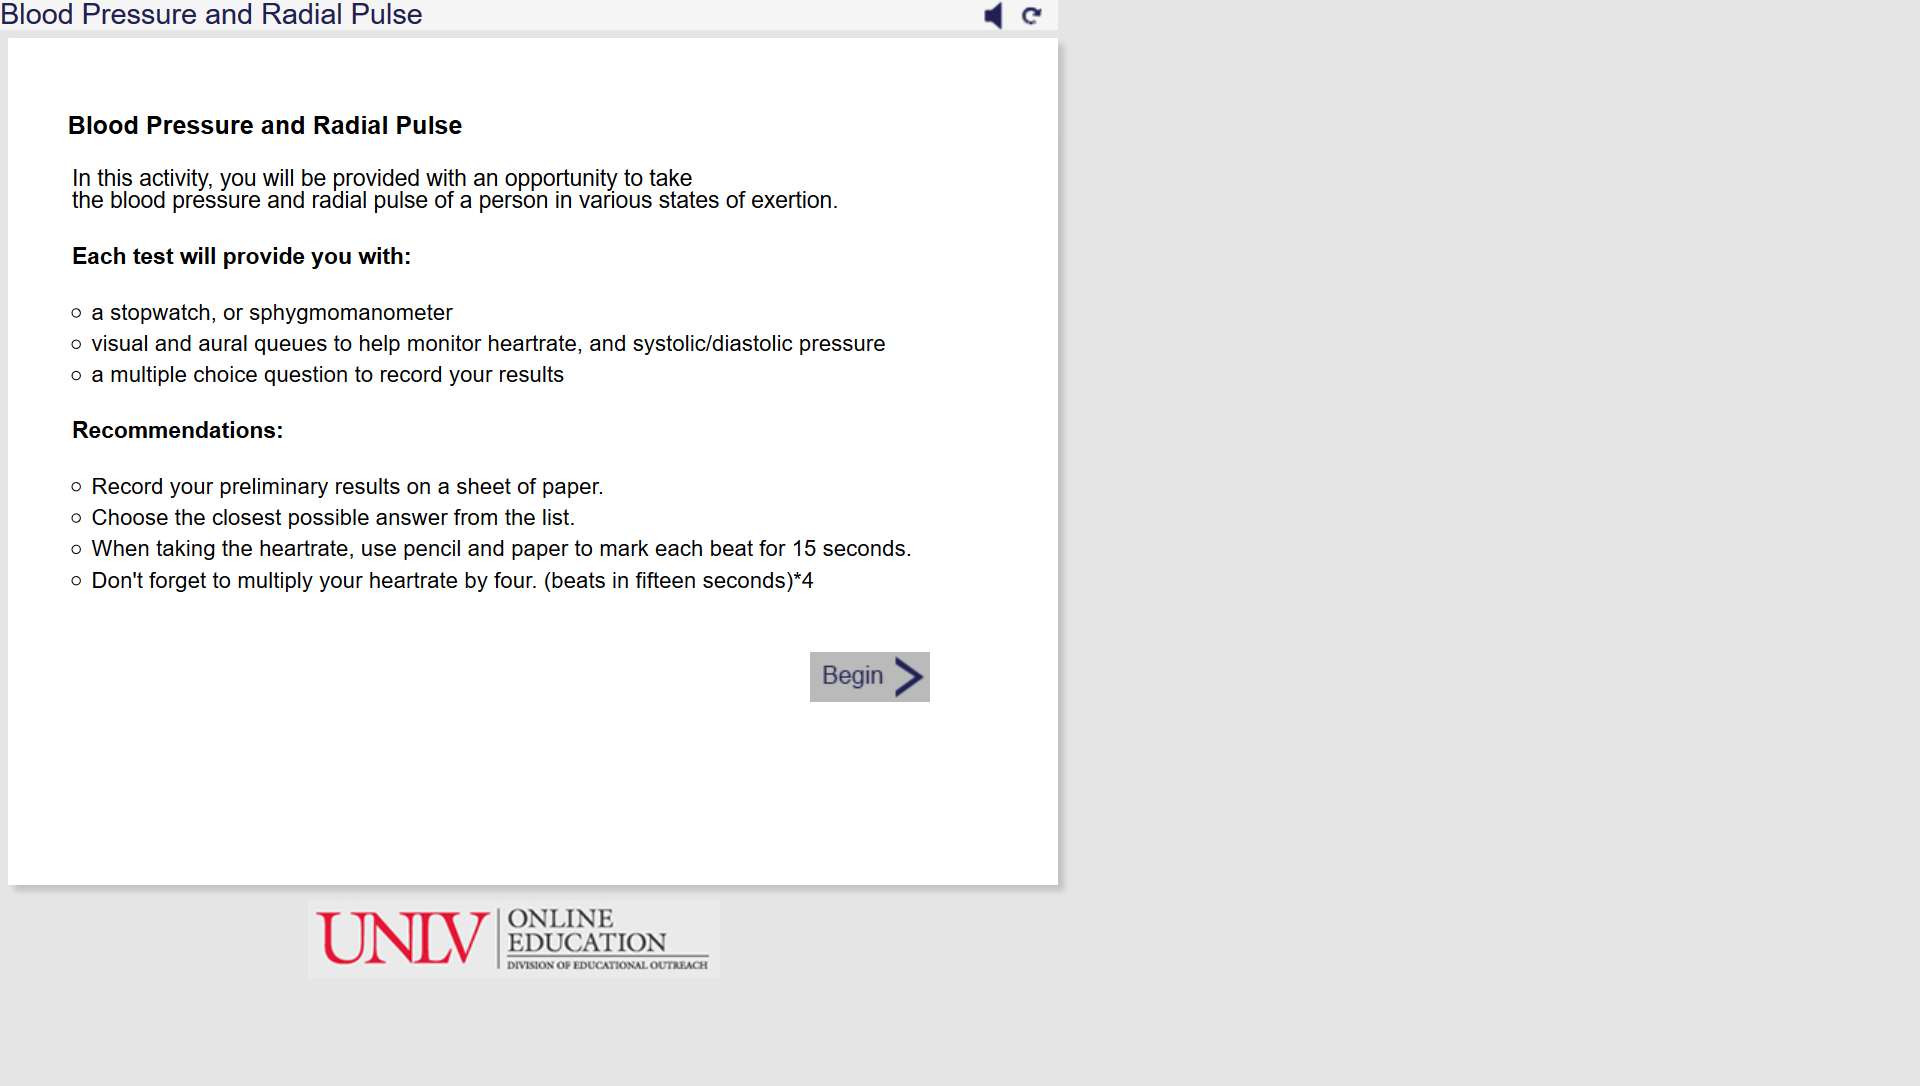 Blood Pressure and Radial Pulse
Blood Pressure and Radial Pulse
In this activity, you will be provided with an opportunity to take
the blood pressure and radial pulse of a person in various states of exertion.
Each test will provide you with:
a stopwatch, or sphygmomanometer
visual and aural queues to help monitor heartrate, and systolic/diastolic pressure
a multiple choice question to record your results
Recommendations:
Record your preliminary results on a sheet of paper.
Choose the closest possible answer from the list.
When taking the heartrate, use pencil and paper to mark each beat for 15 seconds.
Don't forget to multiply your heartrate by four. (beats in fifteen seconds)*4
Begin
UNLV
ONLINE
EDUCATION
DIVISION OF EDUCATIONAL OUTREACH